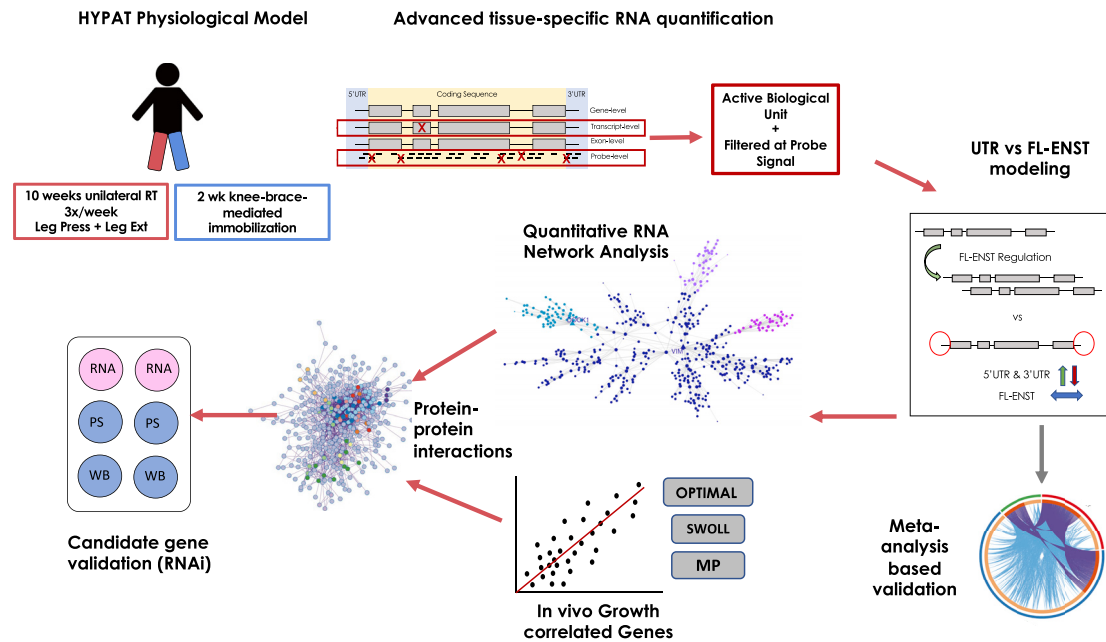 HYPAT Physiological Model
Advanced tissue-specific RNA quantification
5'UTR
Coding Sequence
3'UTR
Gene-level
Transcript-level
Exon-level
Probe-level
Active Biological
Unit
+
Filtered at Probe
Signal
UTR vs FL-ENST
modeling
10 weeks unilateral RT
3x/week
Leg Press + Leg Ext
2 wk knee-brace-
mediated
immobilization
Quantitative RNA
Network Analysis
VIM
FL-ENST Regulation
vs
5'UTR & 3'UTR
FL-ENST
RNA
RNA
PS
PS
WB
WB
Protein-
protein
interactions
Candidate gene
validation (RNAi)
OPTIMAL
SWOLL
MP
In vivo Growth
correlated Genes
Meta-
analysis
based
validation